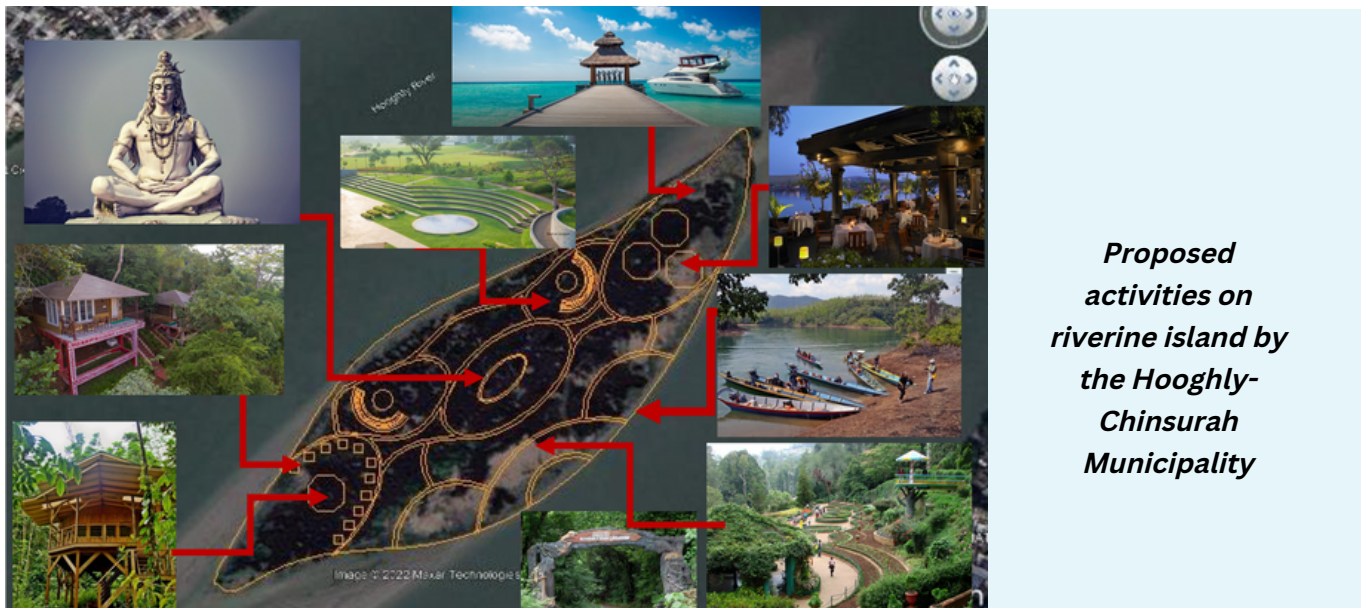 Hooghly River
Proposed
activities on
riverine island by
the Hooghly-
Chinsurah
Municipality
Image © 2022 Maxar Technologies